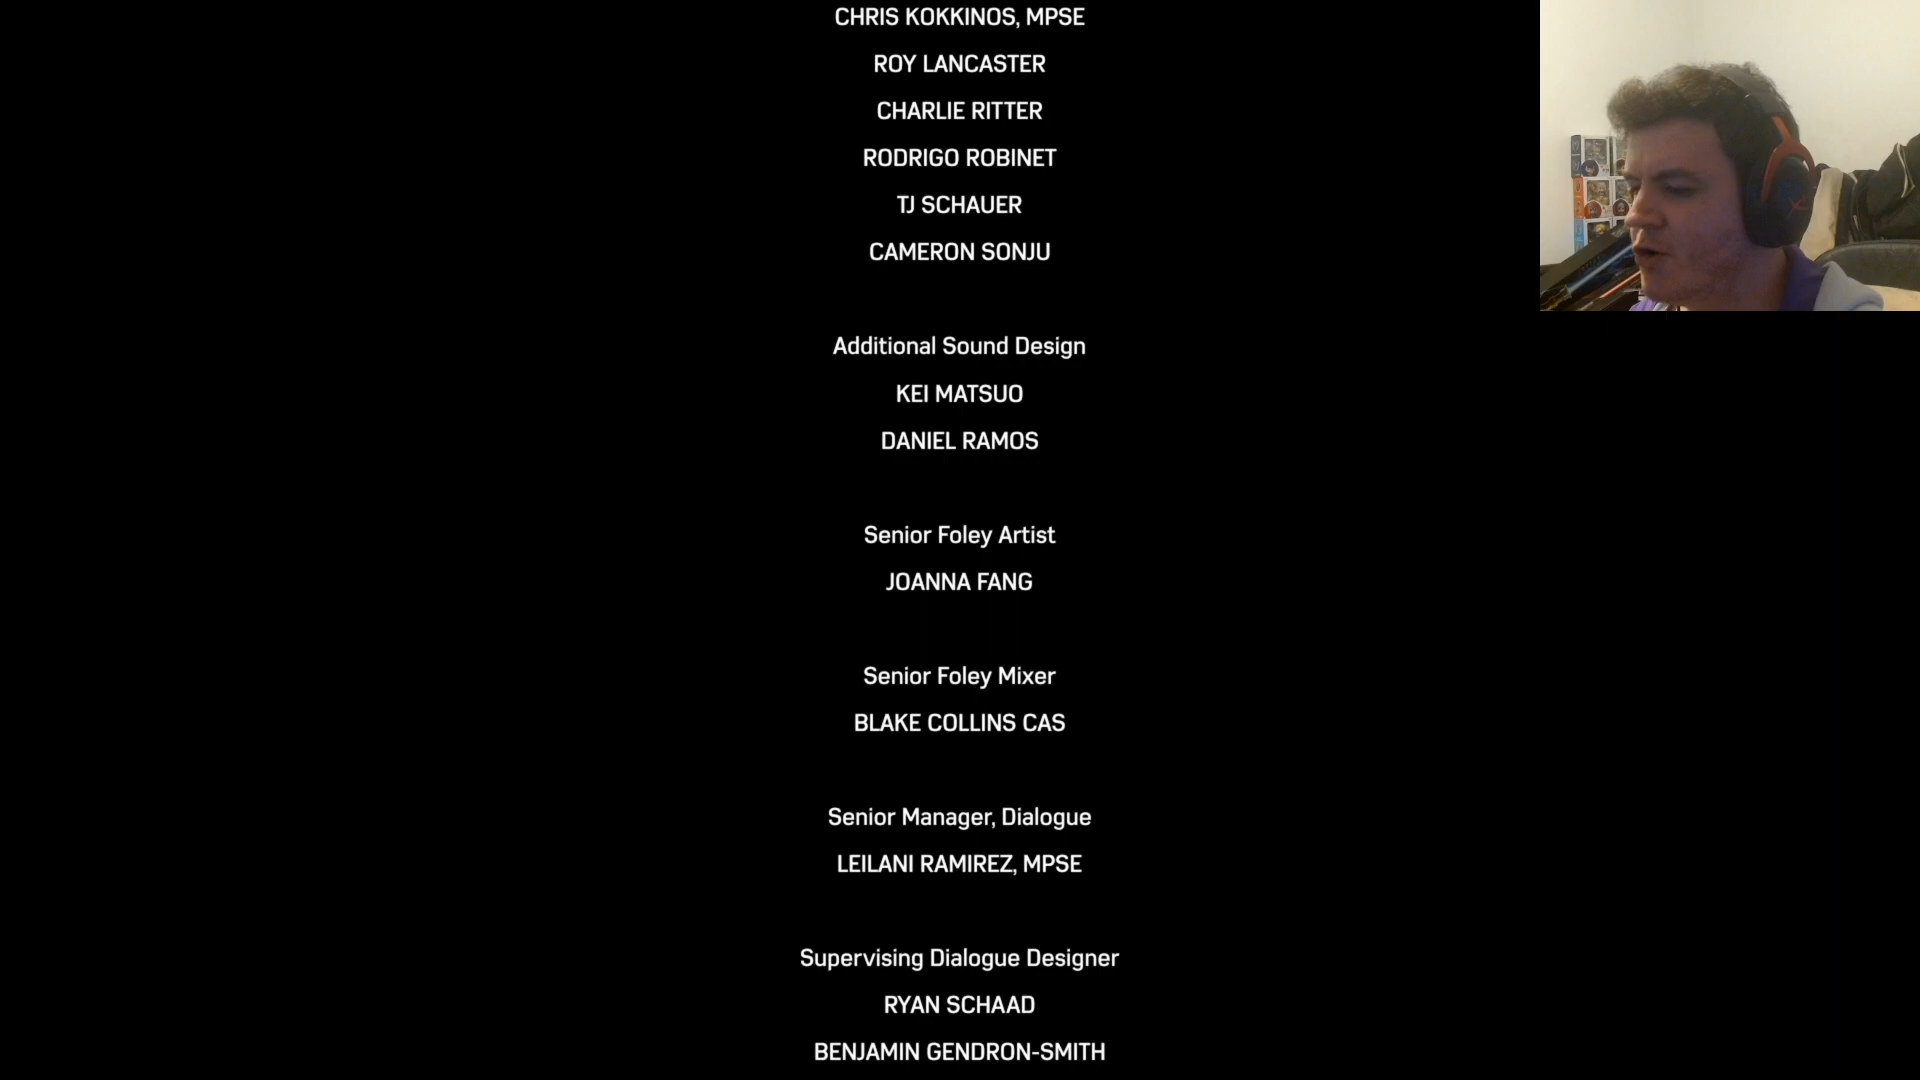 CHRIS KOKKINOS, MPSE
ROY LANCASTER
CHARLIE RITTER
RODRIGO ROBINET
TJ SCHAUER
CAMERON SONJU
Additional Sound Design
KEI MATSUO
DANIEL RAMOS
Senior Foley Artist
JOANNA FANG
Senior Foley Mixer
BLAKE COLLINS CAS
Senior Manager, Dialogue
LEILANI RAMIREZ, MPSE
Supervising Dialogue Designer
RYAN SCHAAD
BENJAMIN GENDRON-SMITH